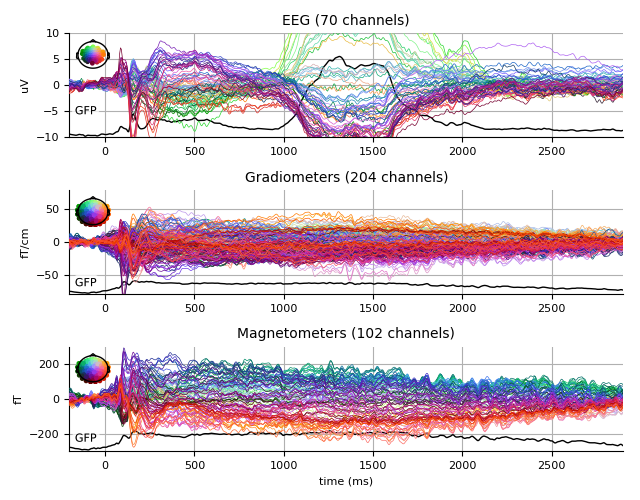 EEG (70 channels)
10
5
0
−5
−10
uV
GFP
0 500 1000 1500 2000 2500
Gradiometers (204 channels)
50
0
−50
fT/cm
GFP
0 500 1000 1500 2000 2500
Magnetometers (102 channels)
200
0
−200
fT
GFP
0 500 1000 1500 2000 2500
time (ms)